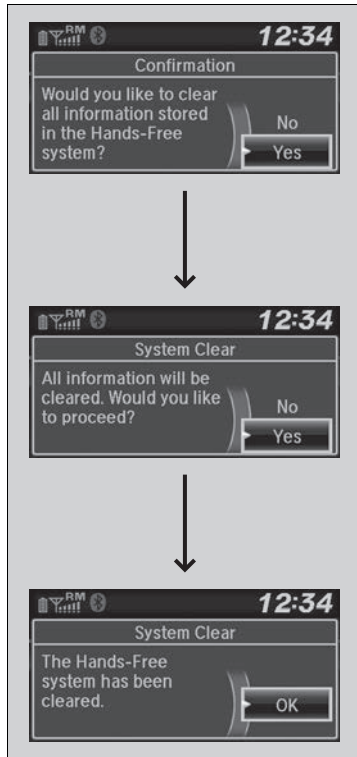 RM 12:34
Confirmation
Would you like to clear
all information stored
in the Hands-Free
system?
No
Yes
RM 12:34
System Clear
All information will be
cleared. Would you like
to proceed?
No
Yes
RM 12:34
System Clear
The Hands-Free
system has been
cleared.
OK